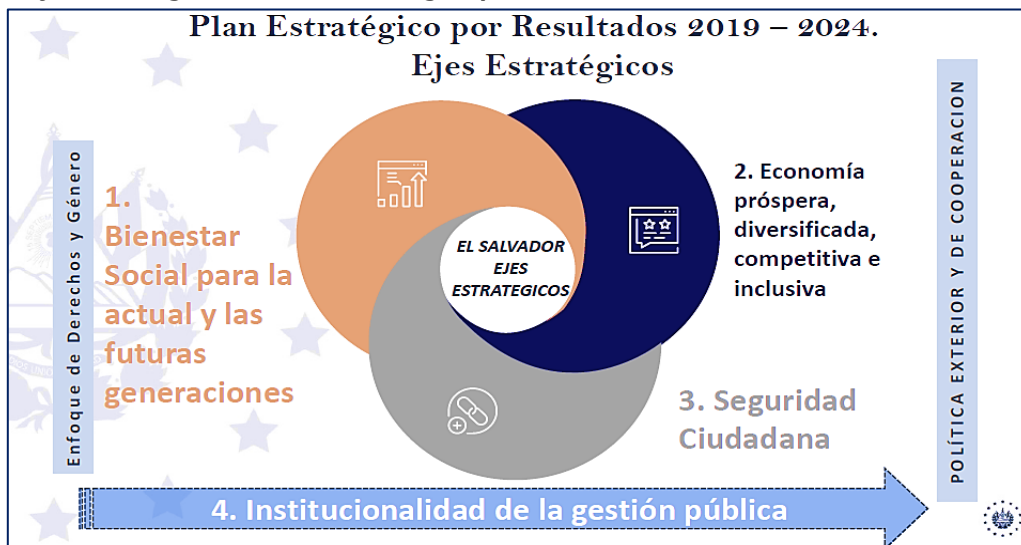 Plan Estratégico por Resultados 2019 – 2024.
Ejes Estratégicos
Enfoque de Derechos y Género
1.
Bienestar
Social para la
actual y las
futuras
generaciones
EL SALVADOR
EJES
ESTRATEGICOS
2. Economía
próspera,
diversificada,
competitiva e
inclusiva
3. Seguridad
Ciudadana
POLÍTICA EXTERIOR Y DE COOPERACION
4. Institucionalidad de la gestión pública